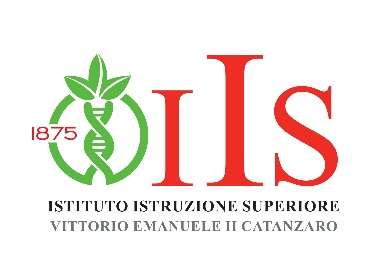 1875
IIS
ISTITUTO ISTRUZIONE SUPERIORE
VITTORIO EMANUELE II CATANZARO